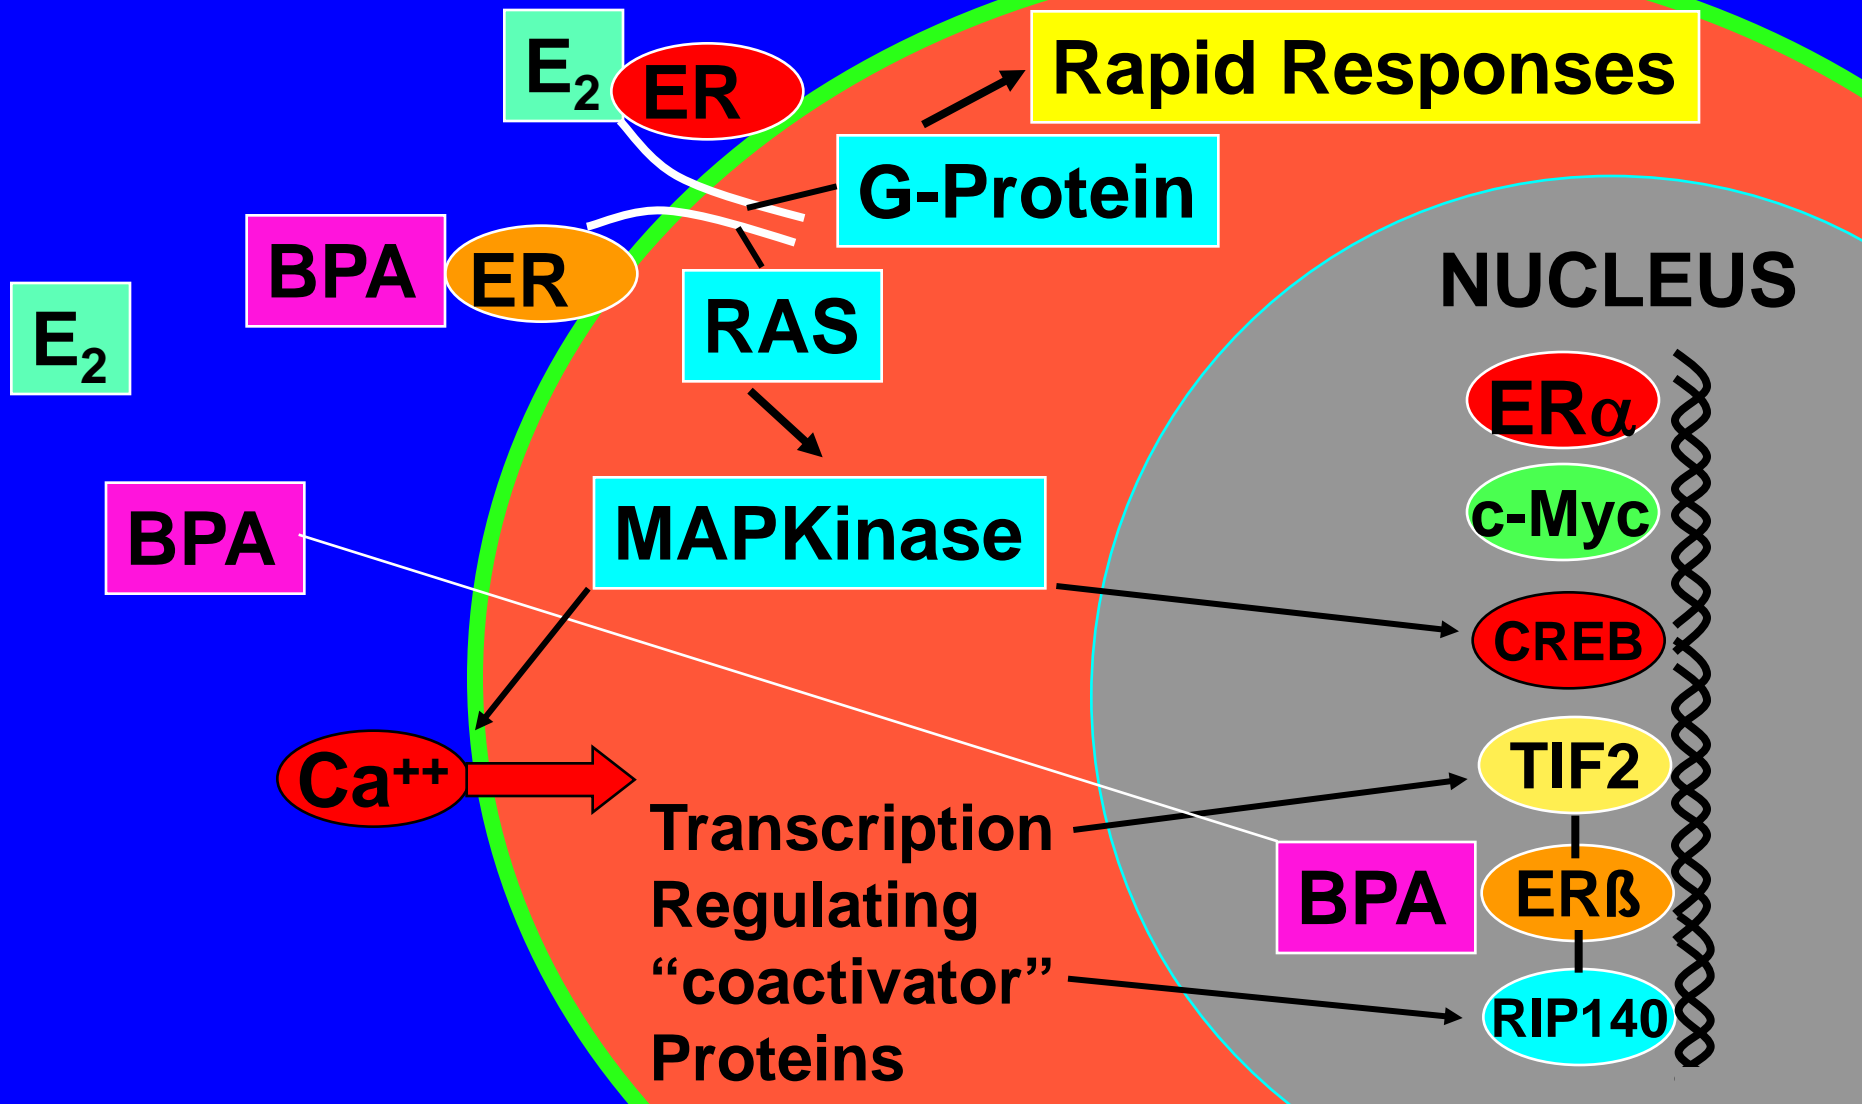 E₂
ER
Rapid Responses
G-Protein
BPA
ER
NUCLEUS
E₂
RAS
ERα
c-Myc
BPA
MAPKinase
CREB
Ca⁺⁺
TIF2
Transcription
Regulating
“coactivator”
Proteins
BPA
ERß
RIP140